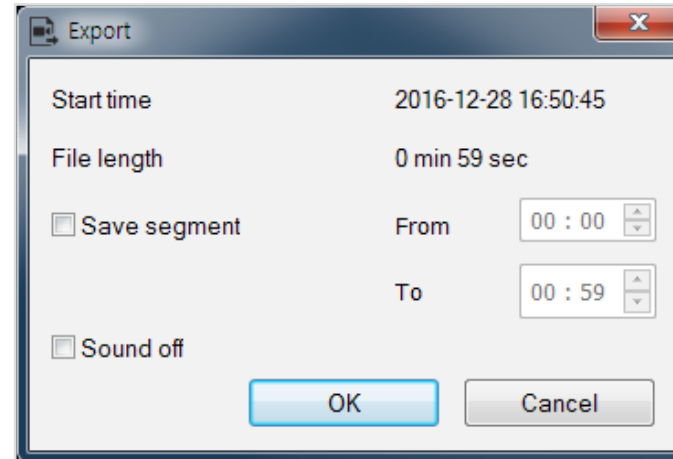 Export
Start time 2016-12-28 16:50:45
File length 0 min 59 sec
Save segment From 00 : 00
To 00 : 59
Sound off
OK Cancel